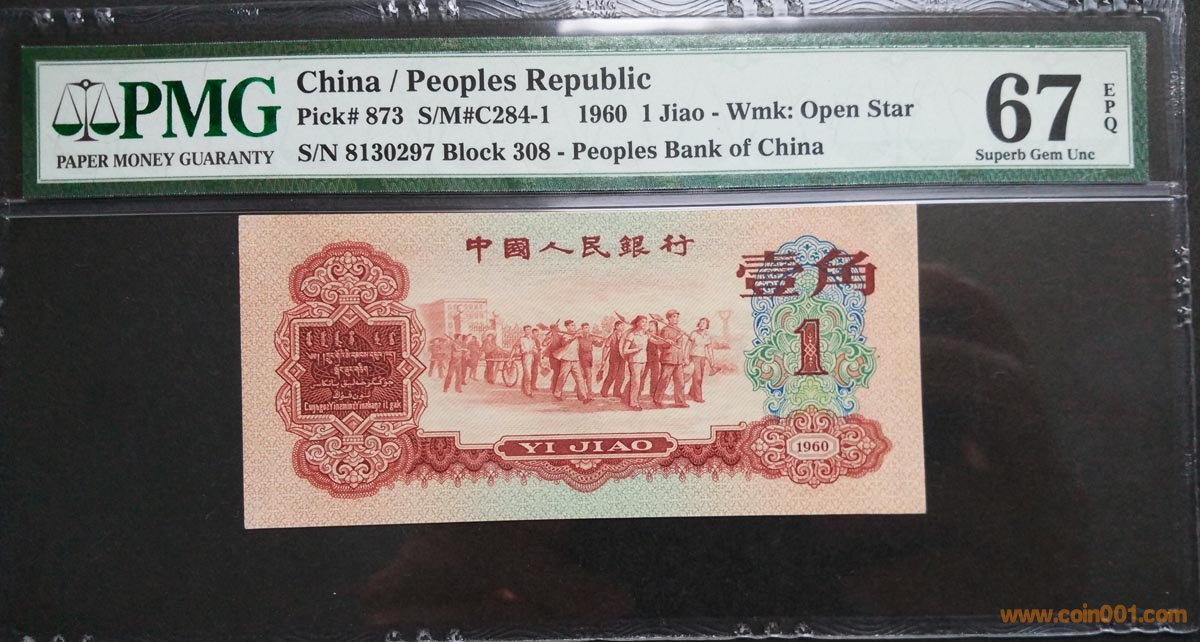 PMG
PAPER MONEY GUARANTY
China / Peoples Republic
Pick# 873 S/M#C284-1 1960 1 Jiao - Wmk: Open Star
S/N 8130297 Block 308 - Peoples Bank of China
67
EPQ
Superb Gem Unc
中國人民銀行
壹角
1
YI JIAO
1960
www.coin001.com